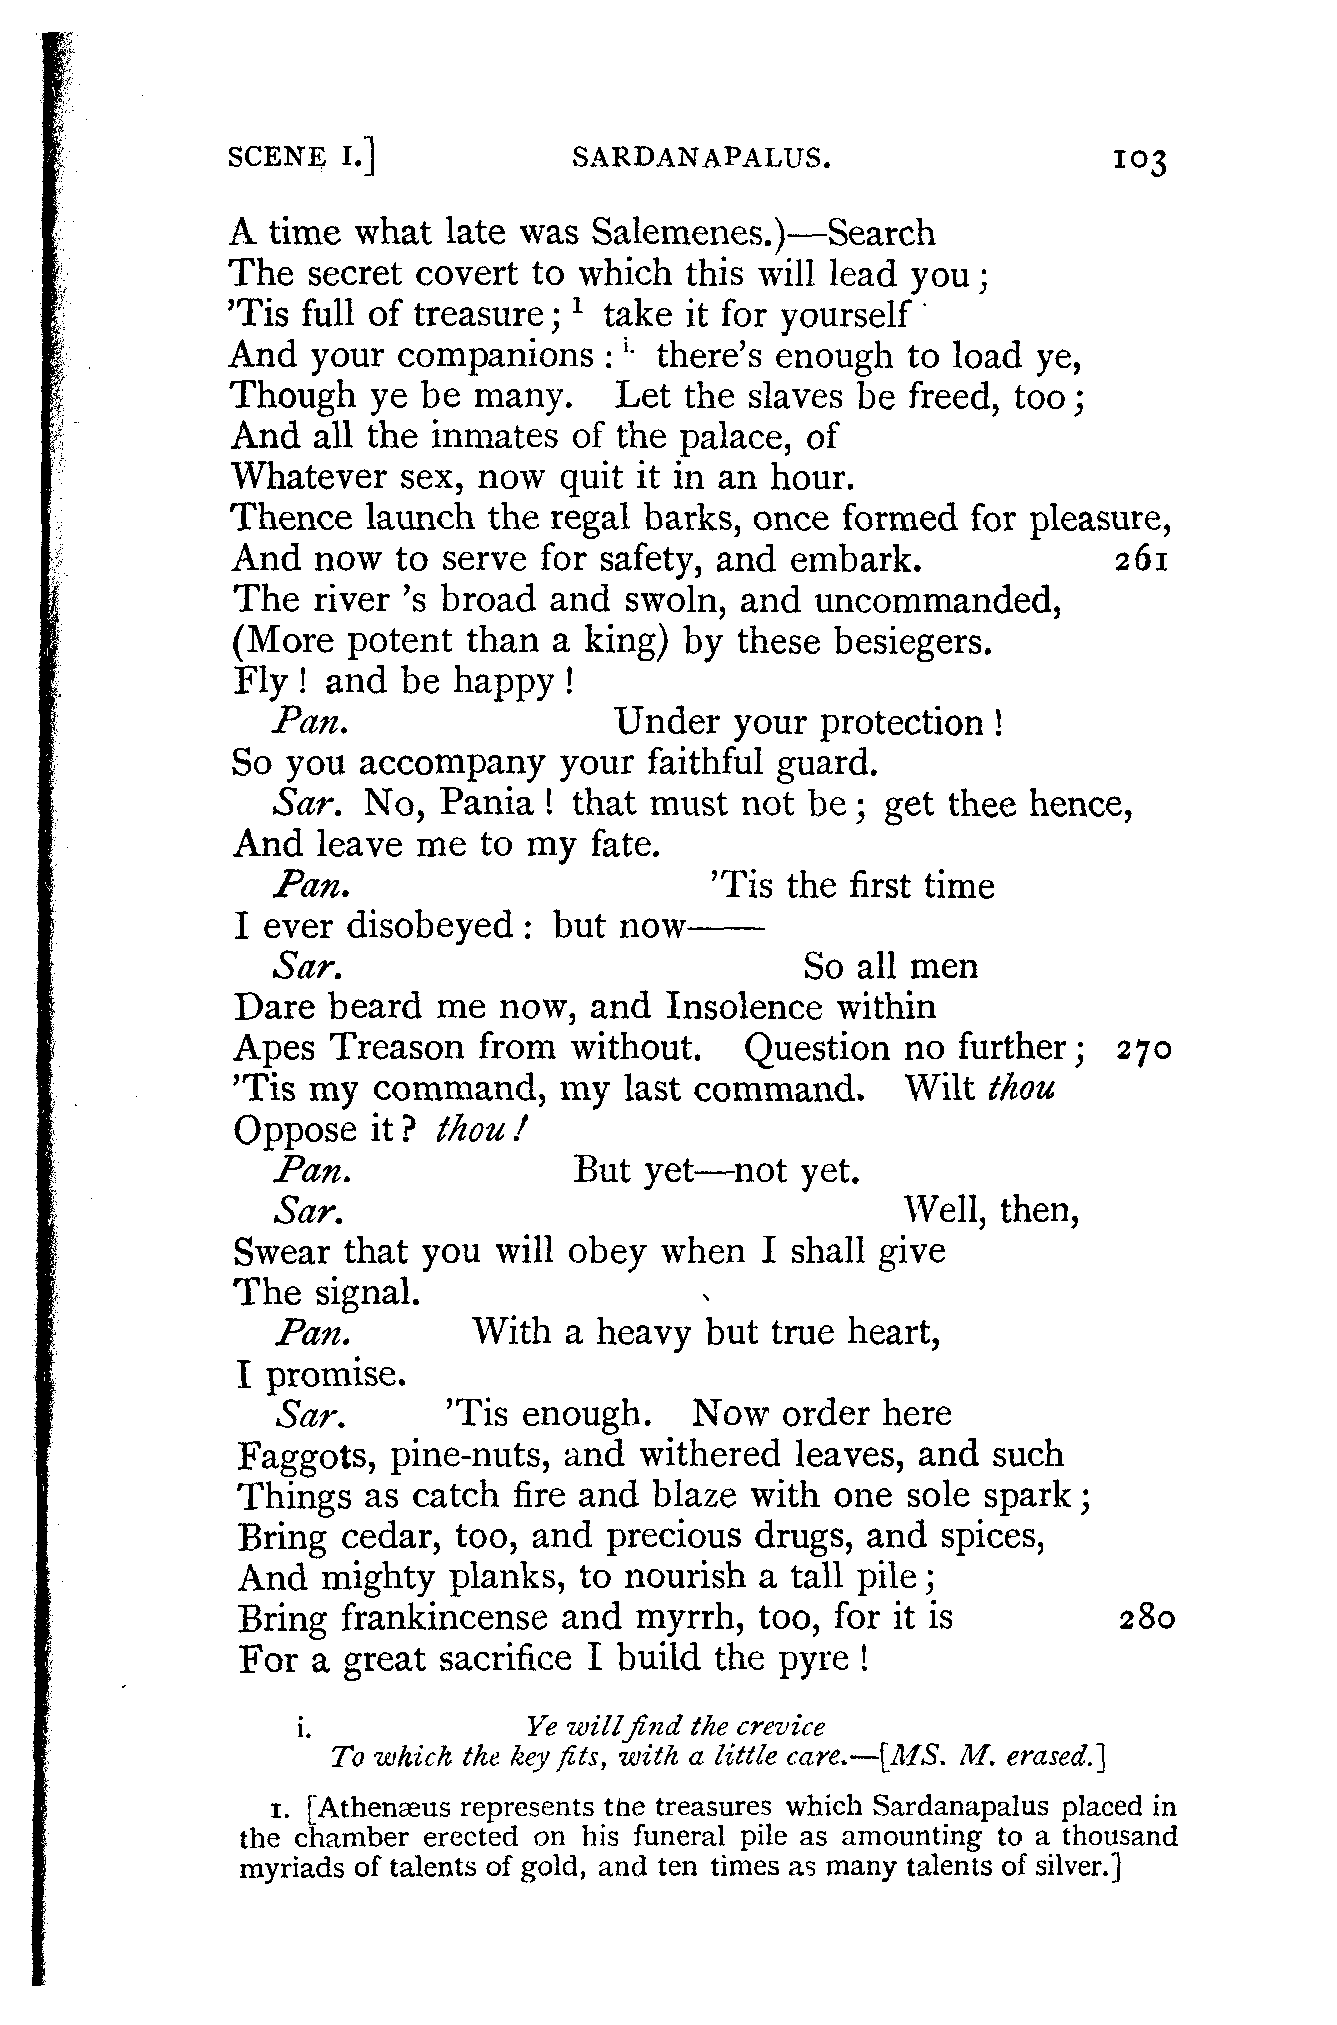 SCENE I.] SARDANAPALUS. 103
A time what late was Salemenes.)—Search
The secret covert to which this will lead you;
’Tis full of treasure; ¹ take it for yourself
And your companions : i. there’s enough to load ye,
Though ye be many. Let the slaves be freed, too;
And all the inmates of the palace, of
Whatever sex, now quit it in an hour.
Thence launch the regal barks, once formed for pleasure,
And now to serve for safety, and embark. 261
The river ’s broad and swoln, and uncommanded,
(More potent than a king) by these besiegers.
Fly! and be happy!
Pan. Under your protection!
So you accompany your faithful guard.
Sar. No, Pania! that must not be; get thee hence,
And leave me to my fate.
Pan. ’Tis the first time
I ever disobeyed: but now——
Sar. So all men
Dare beard me now, and Insolence within
Apes Treason from without. Question no further; 270
’Tis my command, my last command. Wilt thou
Oppose it? thou!
Pan. But yet—not yet.
Sar. Well, then,
Swear that you will obey when I shall give
The signal.
Pan. With a heavy but true heart,
I promise.
Sar. ’Tis enough. Now order here
Faggots, pine-nuts, and withered leaves, and such
Things as catch fire and blaze with one sole spark;
Bring cedar, too, and precious drugs, and spices,
And mighty planks, to nourish a tall pile;
Bring frankincense and myrrh, too, for it is 280
For a great sacrifice I build the pyre!
i. Ye will find the crevice
To which the key fits, with a little care.—[MS. M. erased.]
1. [Athenæus represents the treasures which Sardanapalus placed in
the chamber erected on his funeral pile as amounting to a thousand
myriads of talents of gold, and ten times as many talents of silver.]